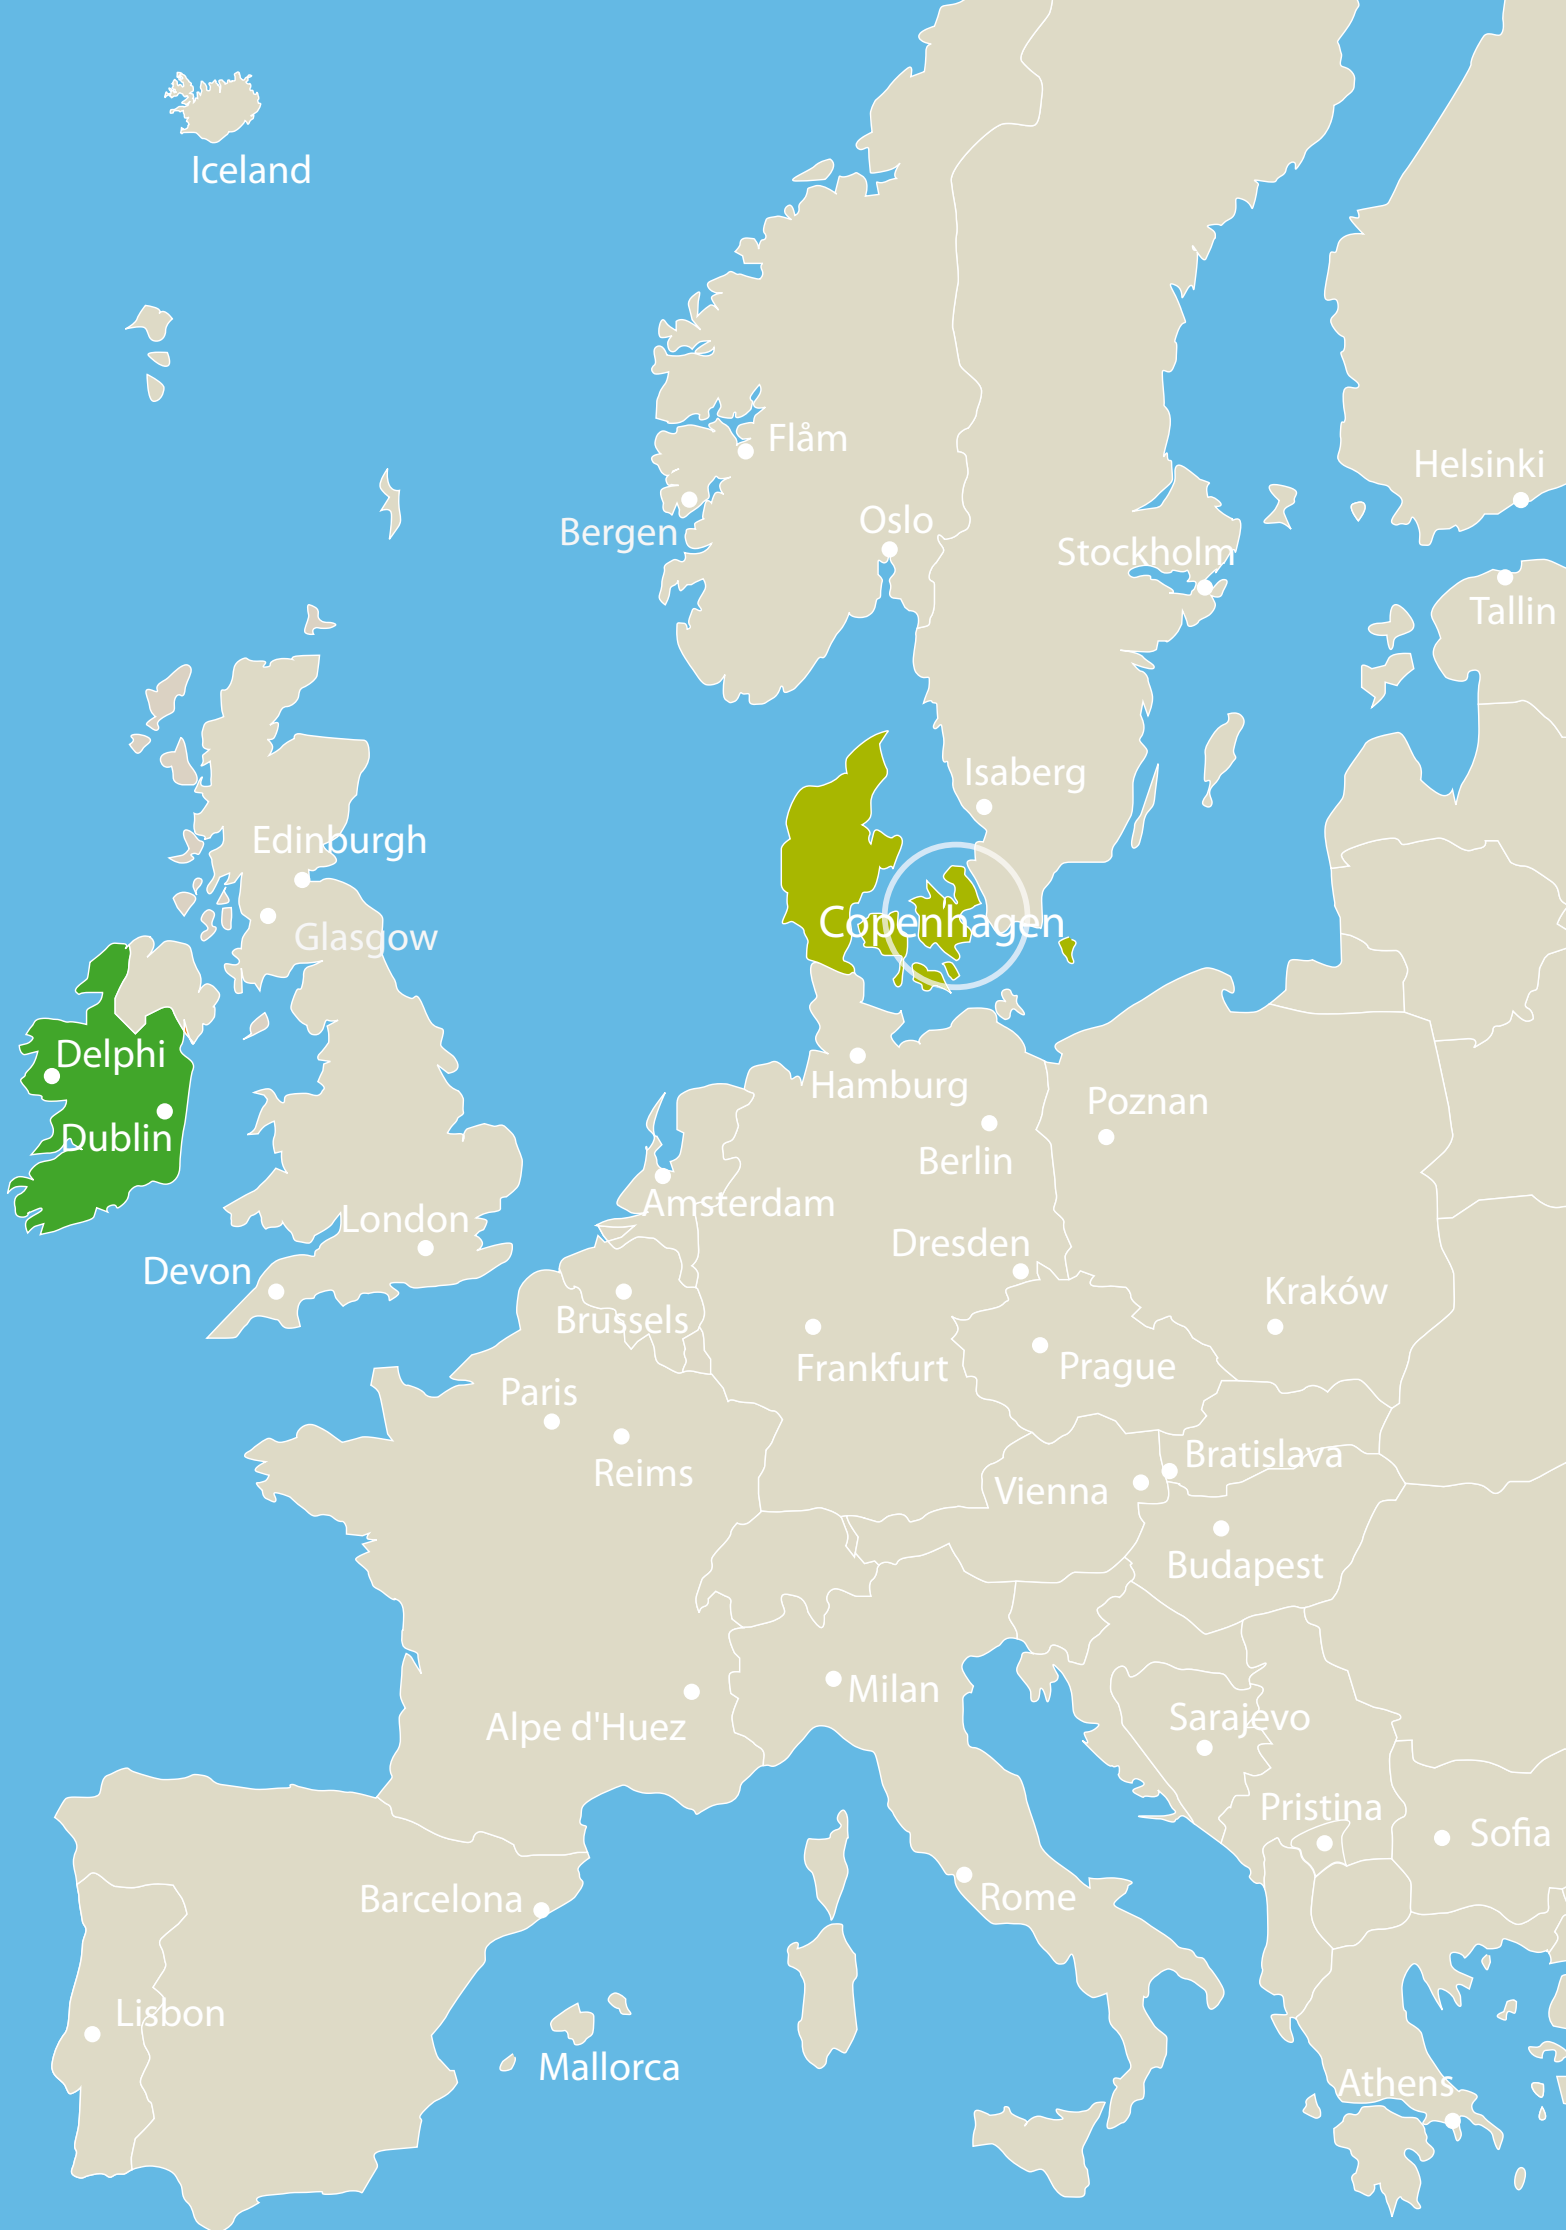 Iceland
Flåm
Helsinki
Bergen
Oslo
Stockholm
Tallin
Isaberg
Edinburgh
Glasgow
Copenhagen
Delphi
Hamburg
Poznan
Dublin
Berlin
Amsterdam
London
Dresden
Devon
Kraków
Brussels
Frankfurt
Prague
Paris
Bratislava
Reims
Vienna
Budapest
Milan
Sarajevo
Alpe d'Huez
Pristina
Sofia
Barcelona
Rome
Lisbon
Mallorca
Athens